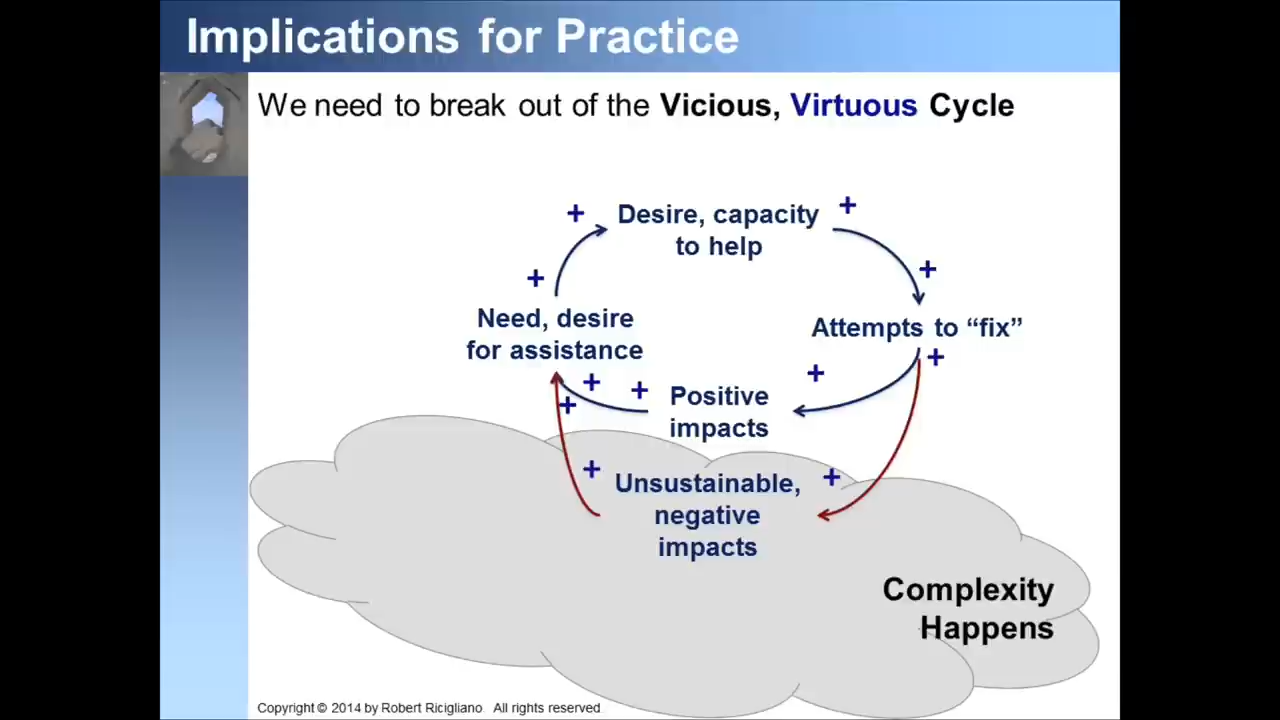 Implications for Practice
We need to break out of the Vicious, Virtuous Cycle
+
Desire, capacity
to help
+
+
+
Need, desire
for assistance
Attempts to “fix”
+
+
+
+
+
Positive
impacts
+
Unsustainable,
negative
impacts
+
Complexity
Happens
Copyright © 2014 by Robert Ricigliano. All rights reserved